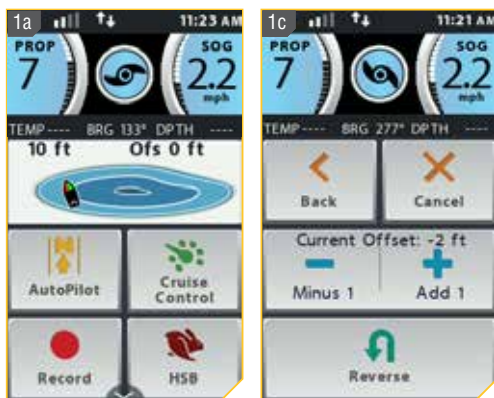 1a
11:23 AM
PROP
7
SOG
2.2
mph
TEMP---- BRG 133° DPTH ----
10 ft Ofs 0 ft
AutoPilot
Cruise
Control
Record
HSB
1c
11:21 AM
PROP
7
SOG
2.2
mph
TEMP---- BRG 277° DPTH ----
Back
Cancel
Current Offset: -2 ft
Minus 1
Add 1
Reverse